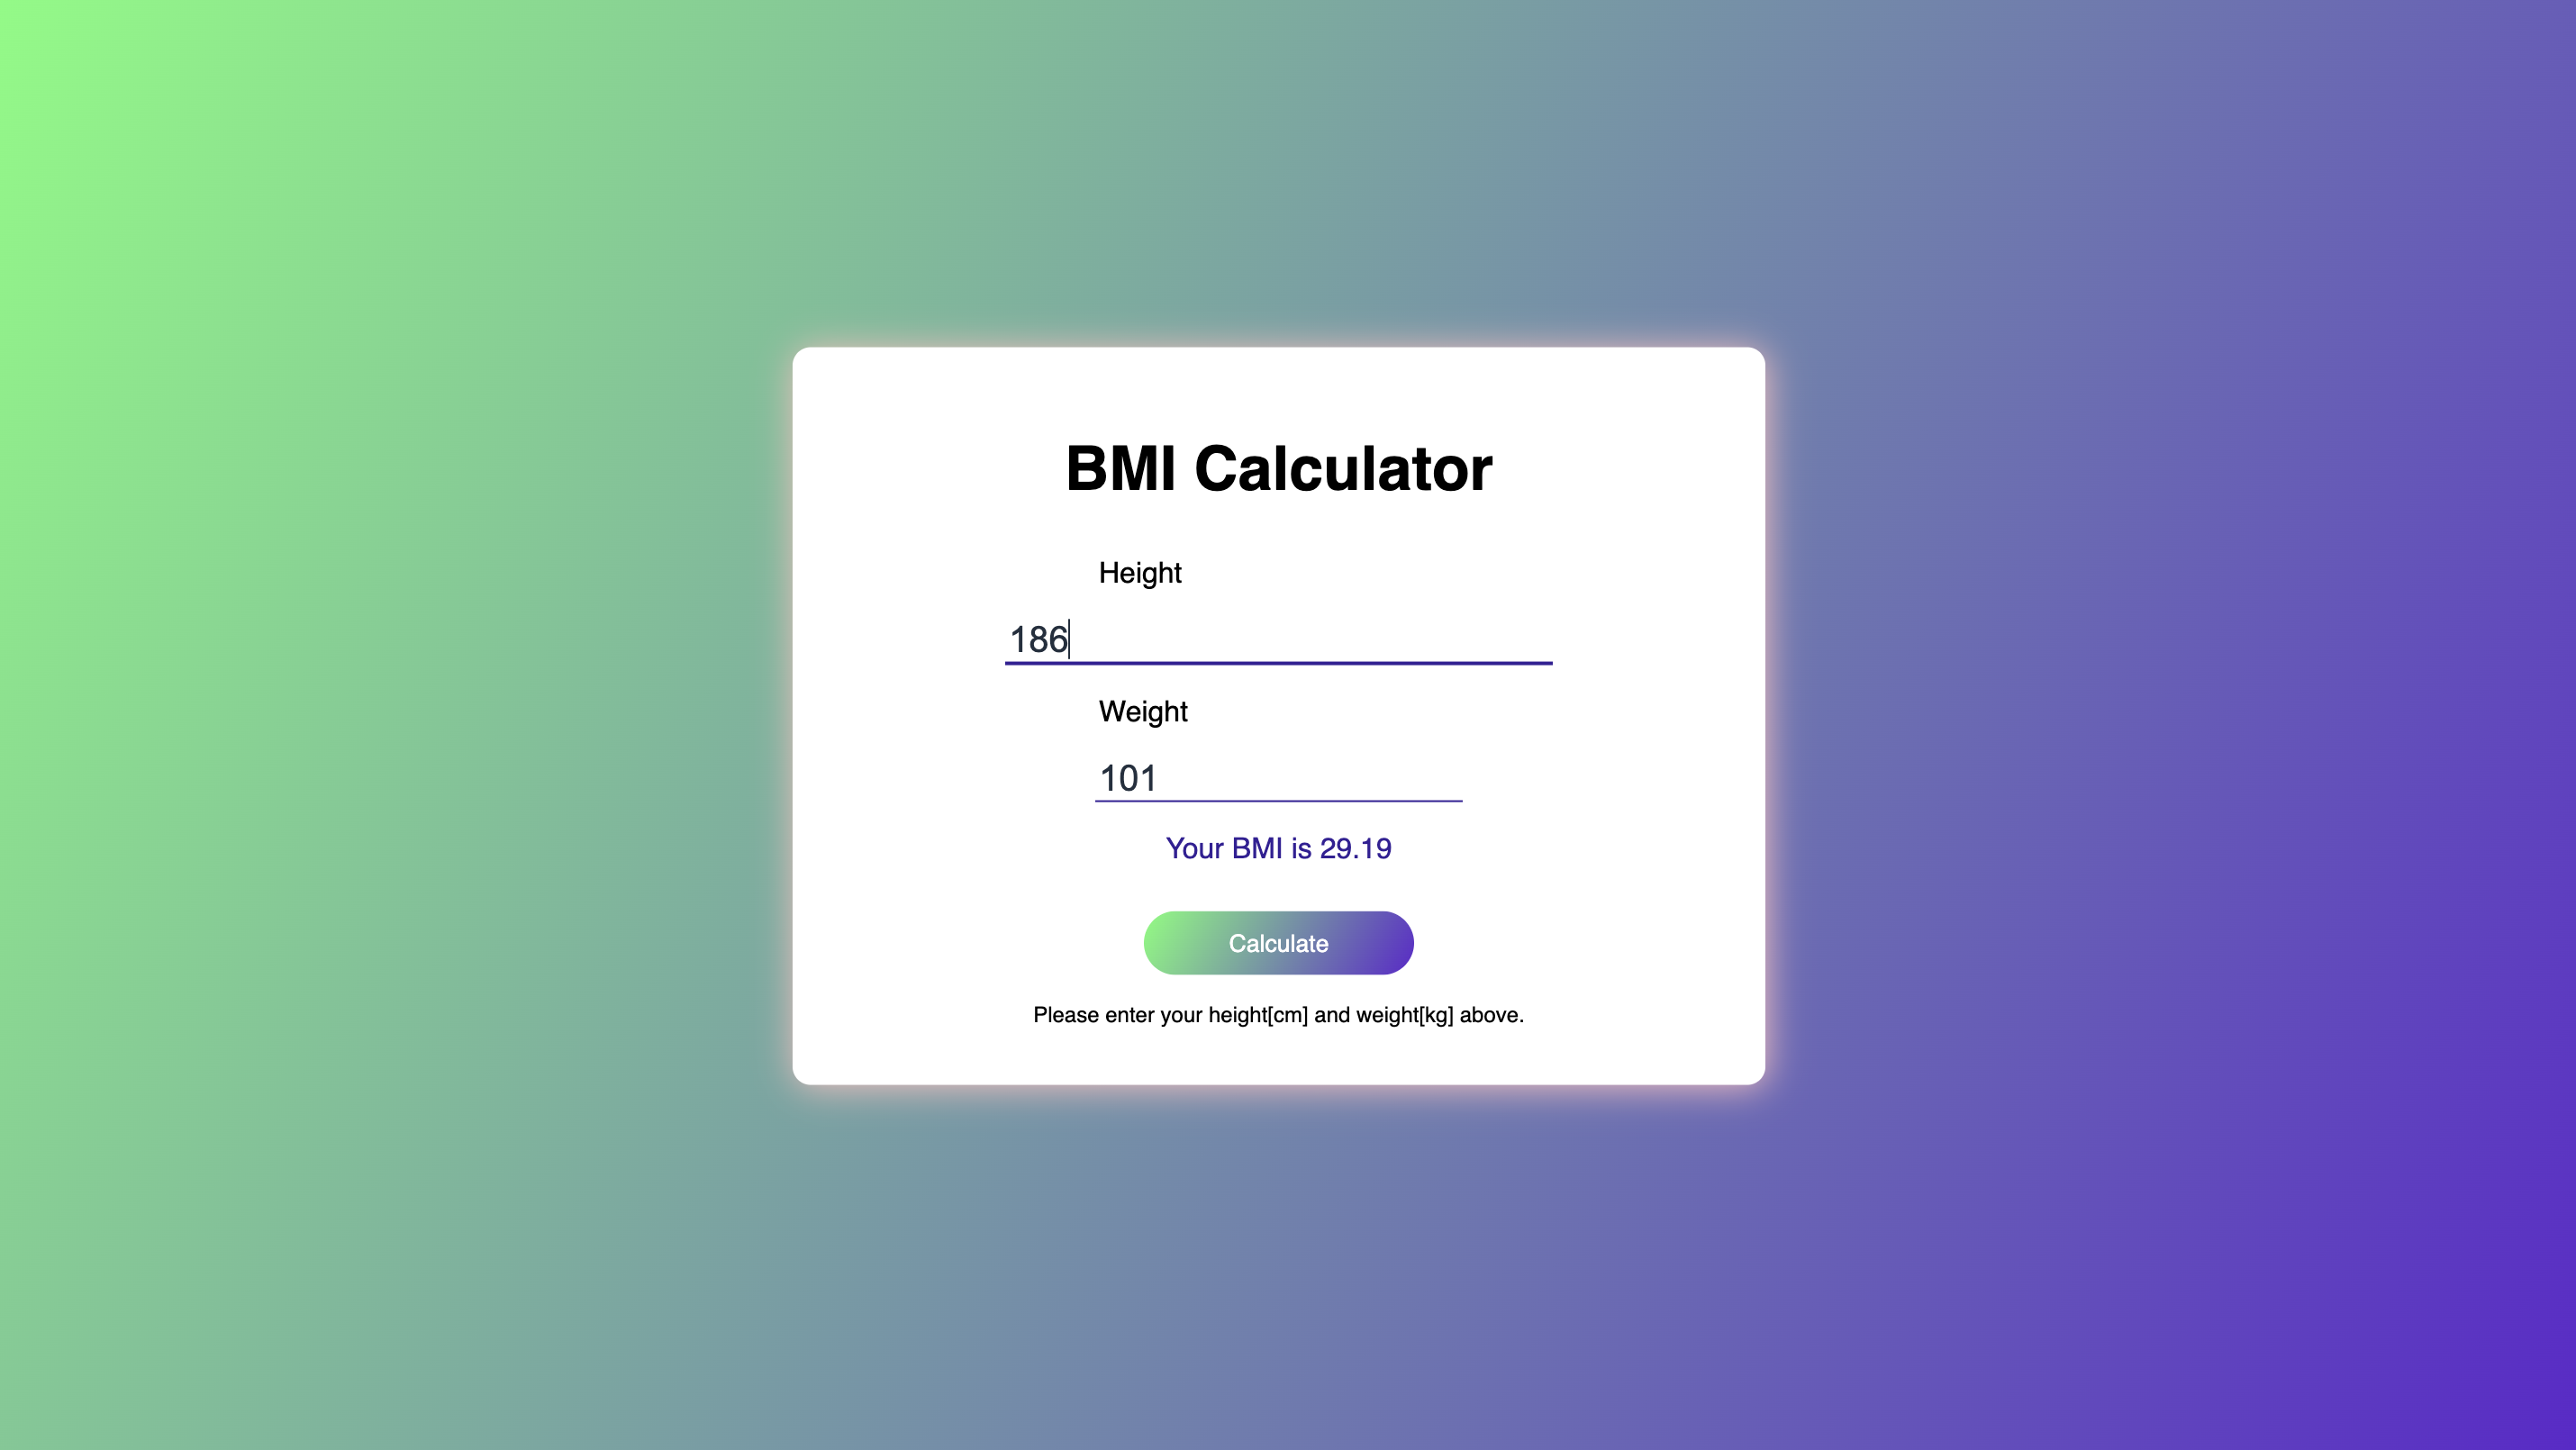 BMI Calculator
Height
186
Weight
101
Your BMI is 29.19
Calculate
Please enter your height[cm] and weight[kg] above.